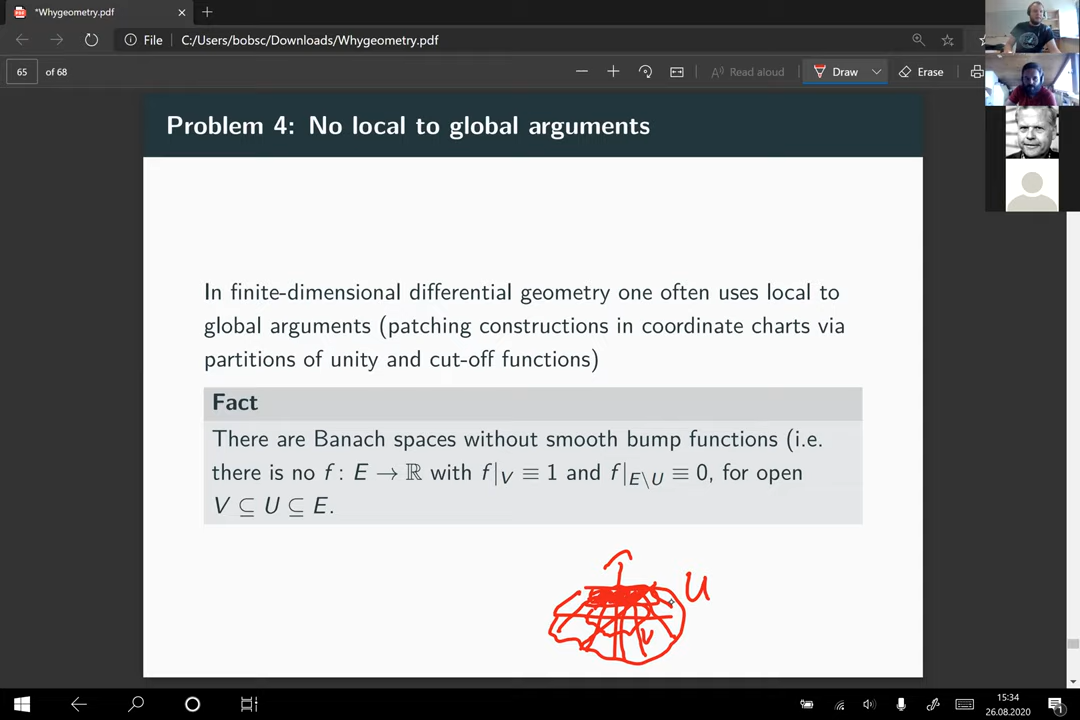 *Whygeometry.pdf
File C:/Users/bobsc/Downloads/Whygeometry.pdf
65 of 68 Read aloud Draw Erase
Problem 4: No local to global arguments
In finite-dimensional differential geometry one often uses local to
global arguments (patching constructions in coordinate charts via
partitions of unity and cut-off functions)
Fact
There are Banach spaces without smooth bump functions (i.e.
there is no f : E → ℝ with f|_V ≡ 1 and f|_{E\U} ≡ 0, for open
V ⊆ U ⊆ E.
U
V
15:34
26.08.2020